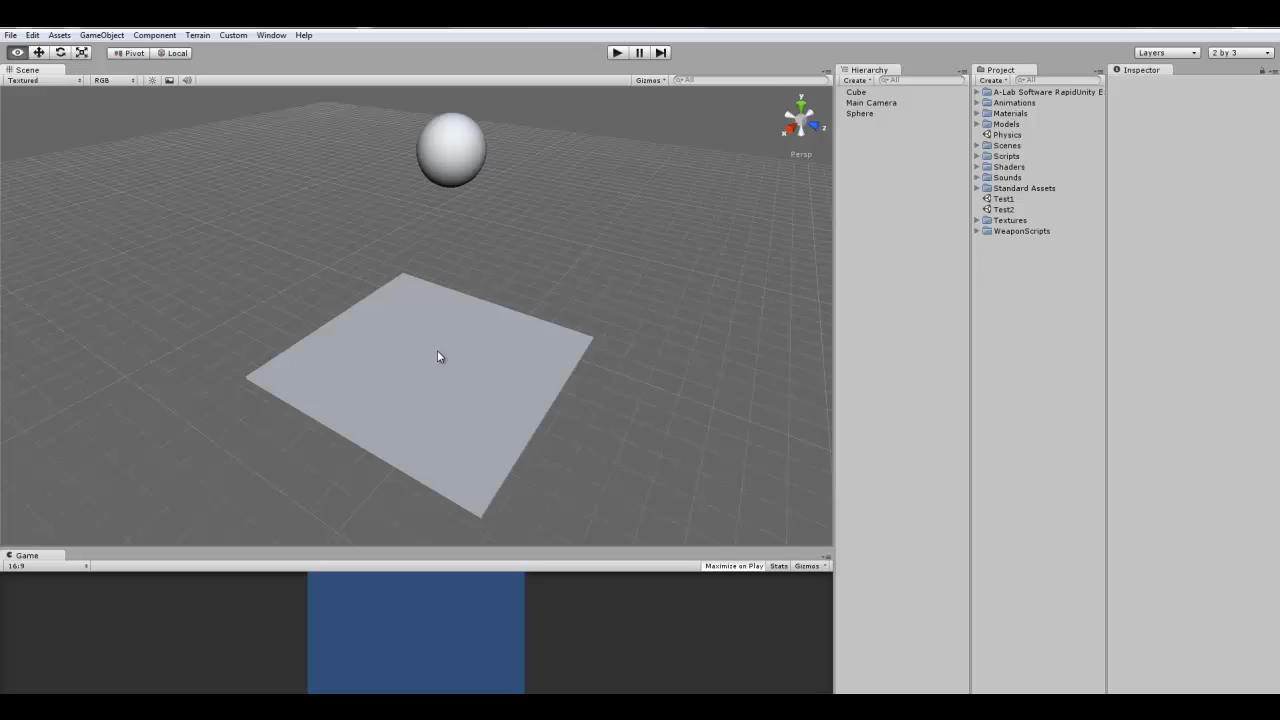 File Edit Assets GameObject Component Terrain Custom Window Help
Pivot Local Layers 2 by 3
Scene Hierarchy Project Inspector
Textured RGB Gizmos All Create All Create All
Cube
Main Camera
Sphere
A-Lab Software RapidUnity E
Animations
Materials
Models
Physics
Scenes
Scripts
Shaders
Sounds
Standard Assets
Test1
Test2
Textures
WeaponScripts
y
x
z
Persp
Game
16:9 Maximize on Play Stats Gizmos